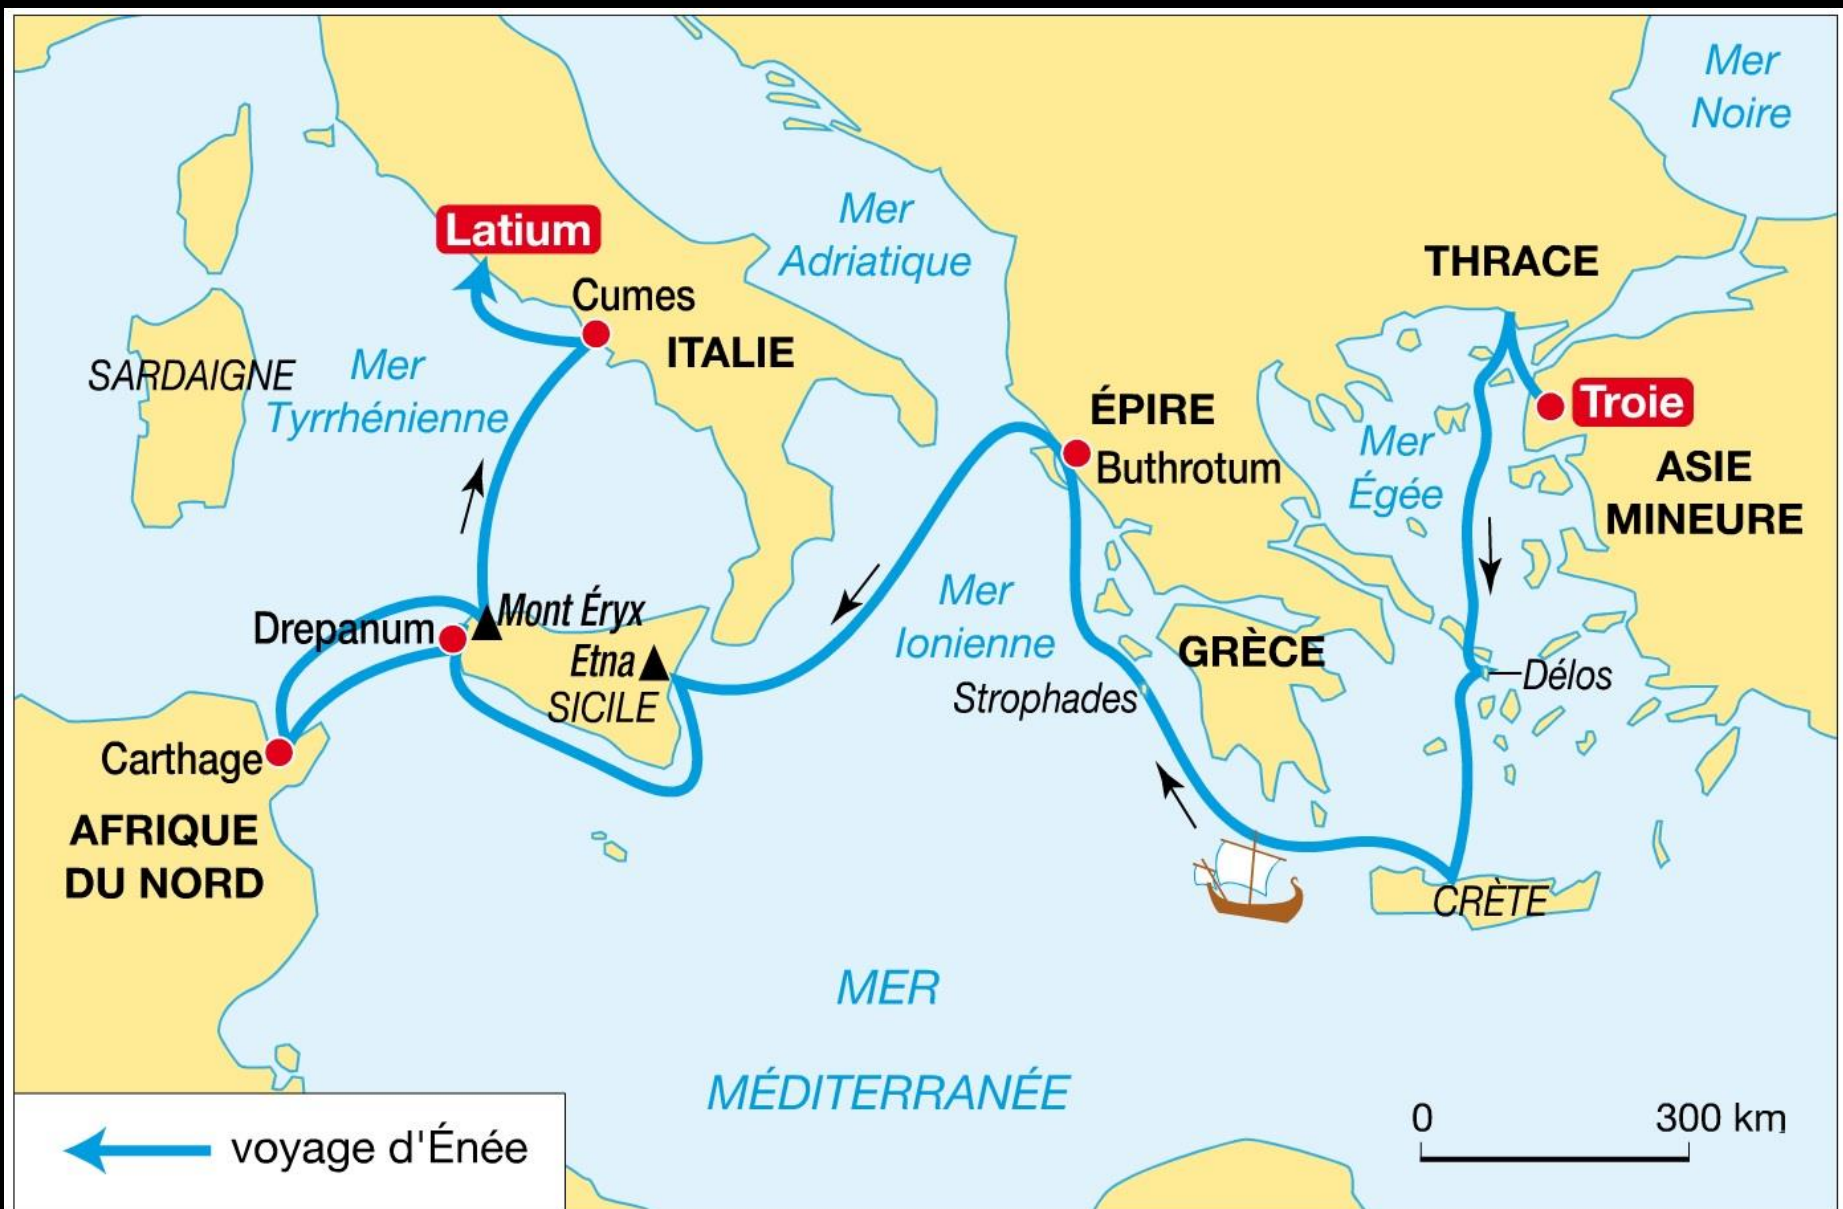 Mer
Noire
Latium
Mer
Adriatique
THRACE
Cumes
ITALIE
SARDAIGNE
Mer
Tyrrhénienne
ÉPIRE
Buthrotum
Troie
Mer
Égée
ASIE
MINEURE
Drepanum
Mont Éryx
Etna
SICILE
Mer
Ionienne
Strophades
GRÈCE
Délos
Carthage
AFRIQUE
DU NORD
CRÈTE
MER
MÉDITERRANÉE
0 300 km
voyage d'Énée